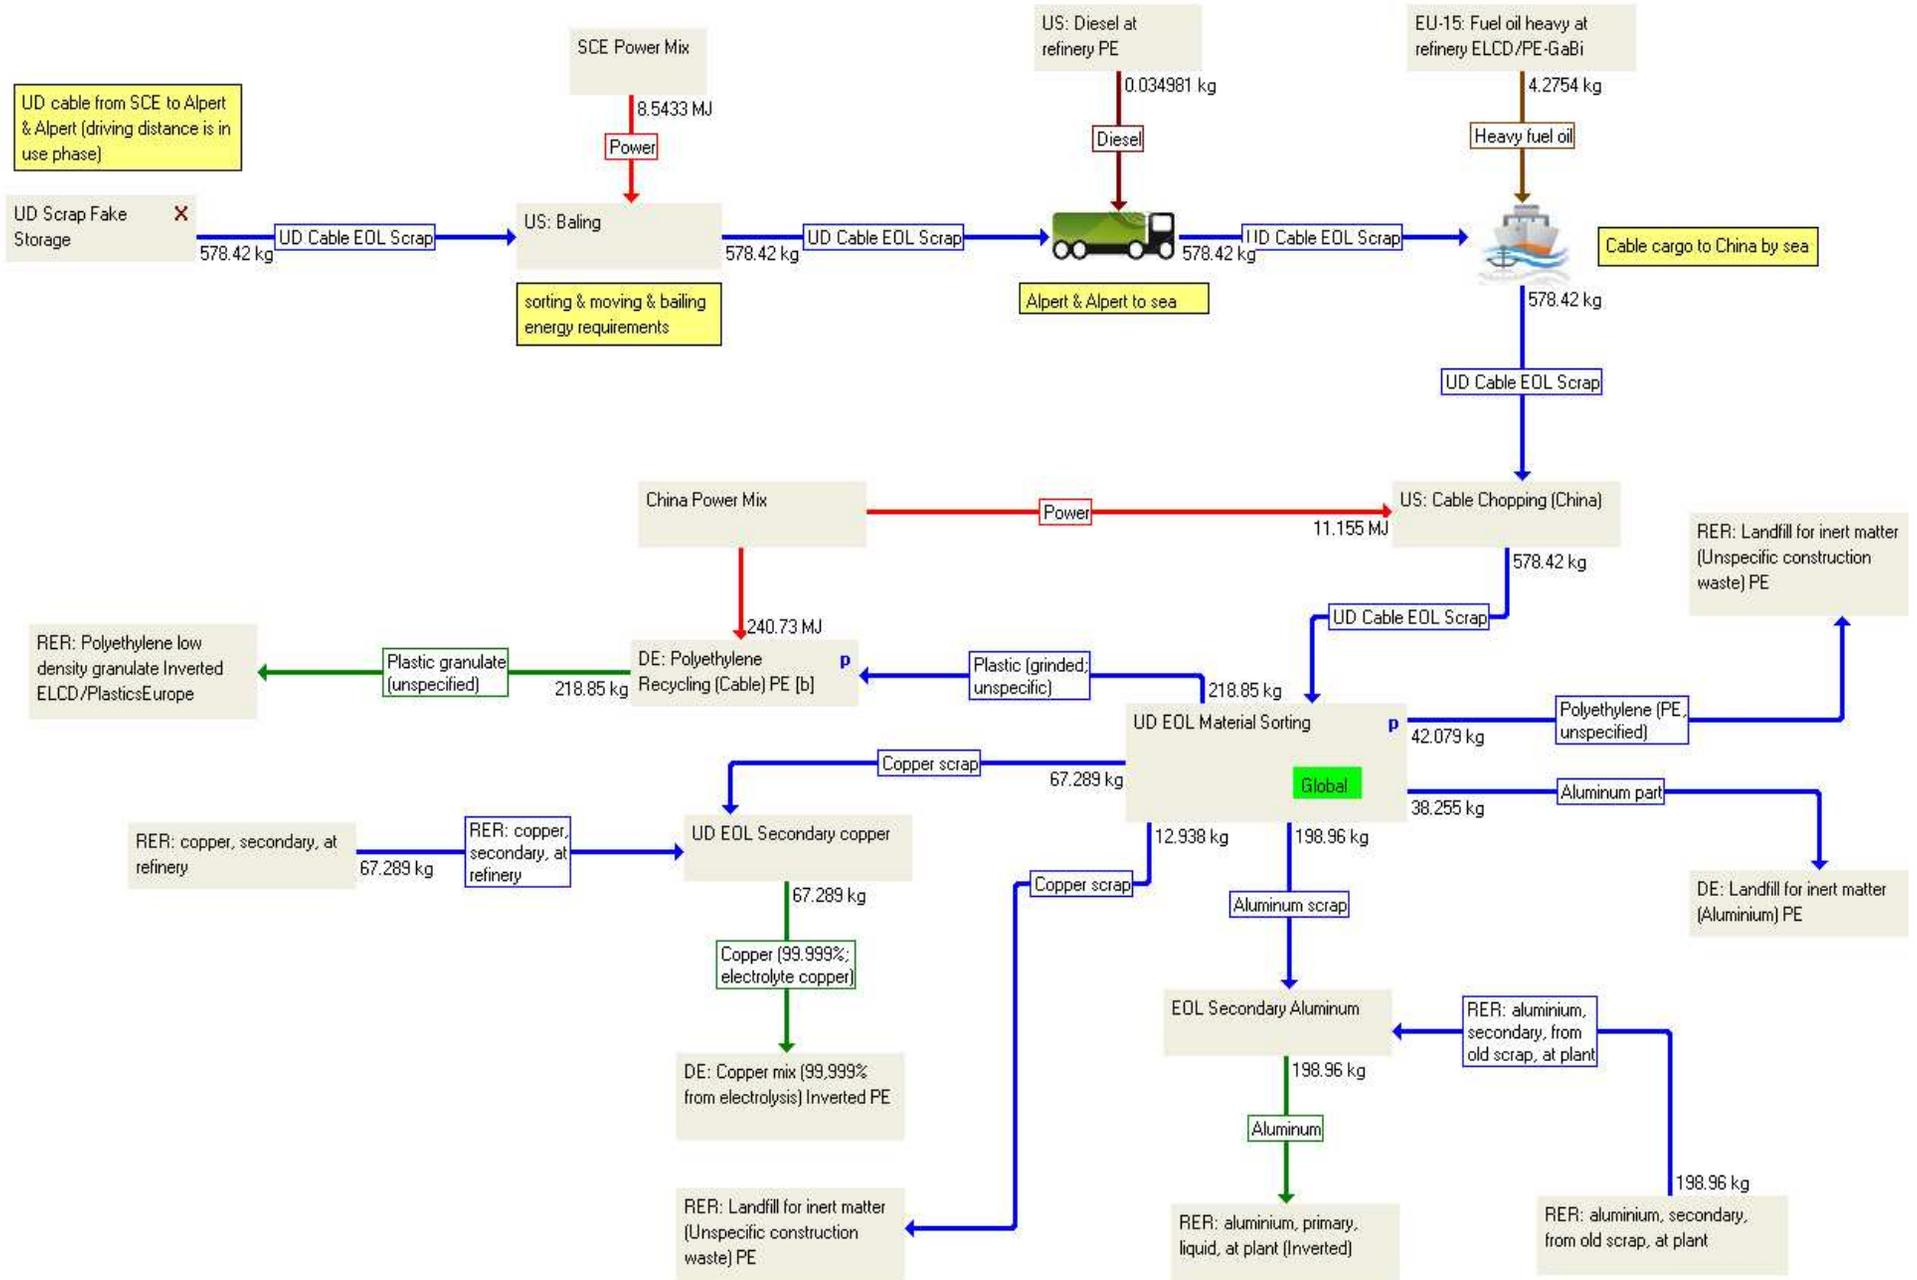 US: Diesel at
refinery PE
EU-15: Fuel oil heavy at
refinery ELCD/PE-GaBi
SCE Power Mix
0.034981 kg
4.2754 kg
UD cable from SCE to Alpert
& Alpert (driving distance is in
use phase)
8.5433 MJ
Power
Diesel
Heavy fuel oil
UD Scrap Fake
Storage
X
578.42 kg
UD Cable EOL Scrap
US: Baling
578.42 kg
UD Cable EOL Scrap
578.42 kg
UD Cable EOL Scrap
Cable cargo to China by sea
sorting & moving & bailing
energy requirements
Alpert & Alpert to sea
578.42 kg
UD Cable EOL Scrap
China Power Mix
Power
11.155 MJ
US: Cable Chopping (China)
578.42 kg
RER: Landfill for inert matter
(Unspecific construction
waste) PE
UD Cable EOL Scrap
240.73 MJ
RER: Polyethylene low
density granulate Inverted
ELCD/PlasticsEurope
Plastic granulate
(unspecified)
218.85 kg
DE: Polyethylene
Recycling (Cable) PE [b]
p
Plastic (grinded;
unspecific)
218.85 kg
UD EOL Material Sorting
p
Global
42.079 kg
Polyethylene (PE,
unspecified)
Copper scrap
67.289 kg
38.255 kg
Aluminum part
RER: copper, secondary, at
refinery
67.289 kg
RER: copper,
secondary, at
refinery
UD EOL Secondary copper
12.938 kg
198.96 kg
Copper scrap
Aluminum scrap
DE: Landfill for inert matter
(Aluminium) PE
67.289 kg
Copper (99.999%;
electrolyte copper)
EOL Secondary Aluminum
RER: aluminium,
secondary, from
old scrap, at plant
DE: Copper mix (99,999%
from electrolysis) Inverted PE
198.96 kg
Aluminum
198.96 kg
RER: Landfill for inert matter
(Unspecific construction
waste) PE
RER: aluminium, primary,
liquid, at plant (Inverted)
RER: aluminium, secondary,
from old scrap, at plant